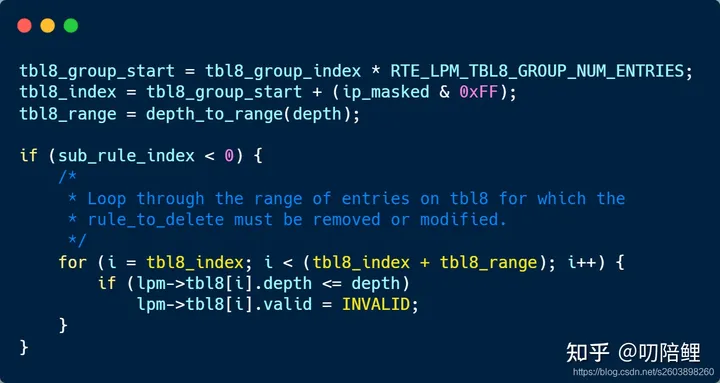 tbl8_group_start = tbl8_group_index * RTE_LPM_TBL8_GROUP_NUM_ENTRIES;
tbl8_index = tbl8_group_start + (ip_masked & 0xFF);
tbl8_range = depth_to_range(depth);

if (sub_rule_index < 0) {
    /*
     * Loop through the range of entries on tbl8 for which the
     * rule_to_delete must be removed or modified.
     */
    for (i = tbl8_index; i < (tbl8_index + tbl8_range); i++) {
        if (lpm->tbl8[i].depth <= depth)
            lpm->tbl8[i].valid = INVALID;
    }
}
知乎 @叨陪鲤
https://blog.csdn.net/s2603898260